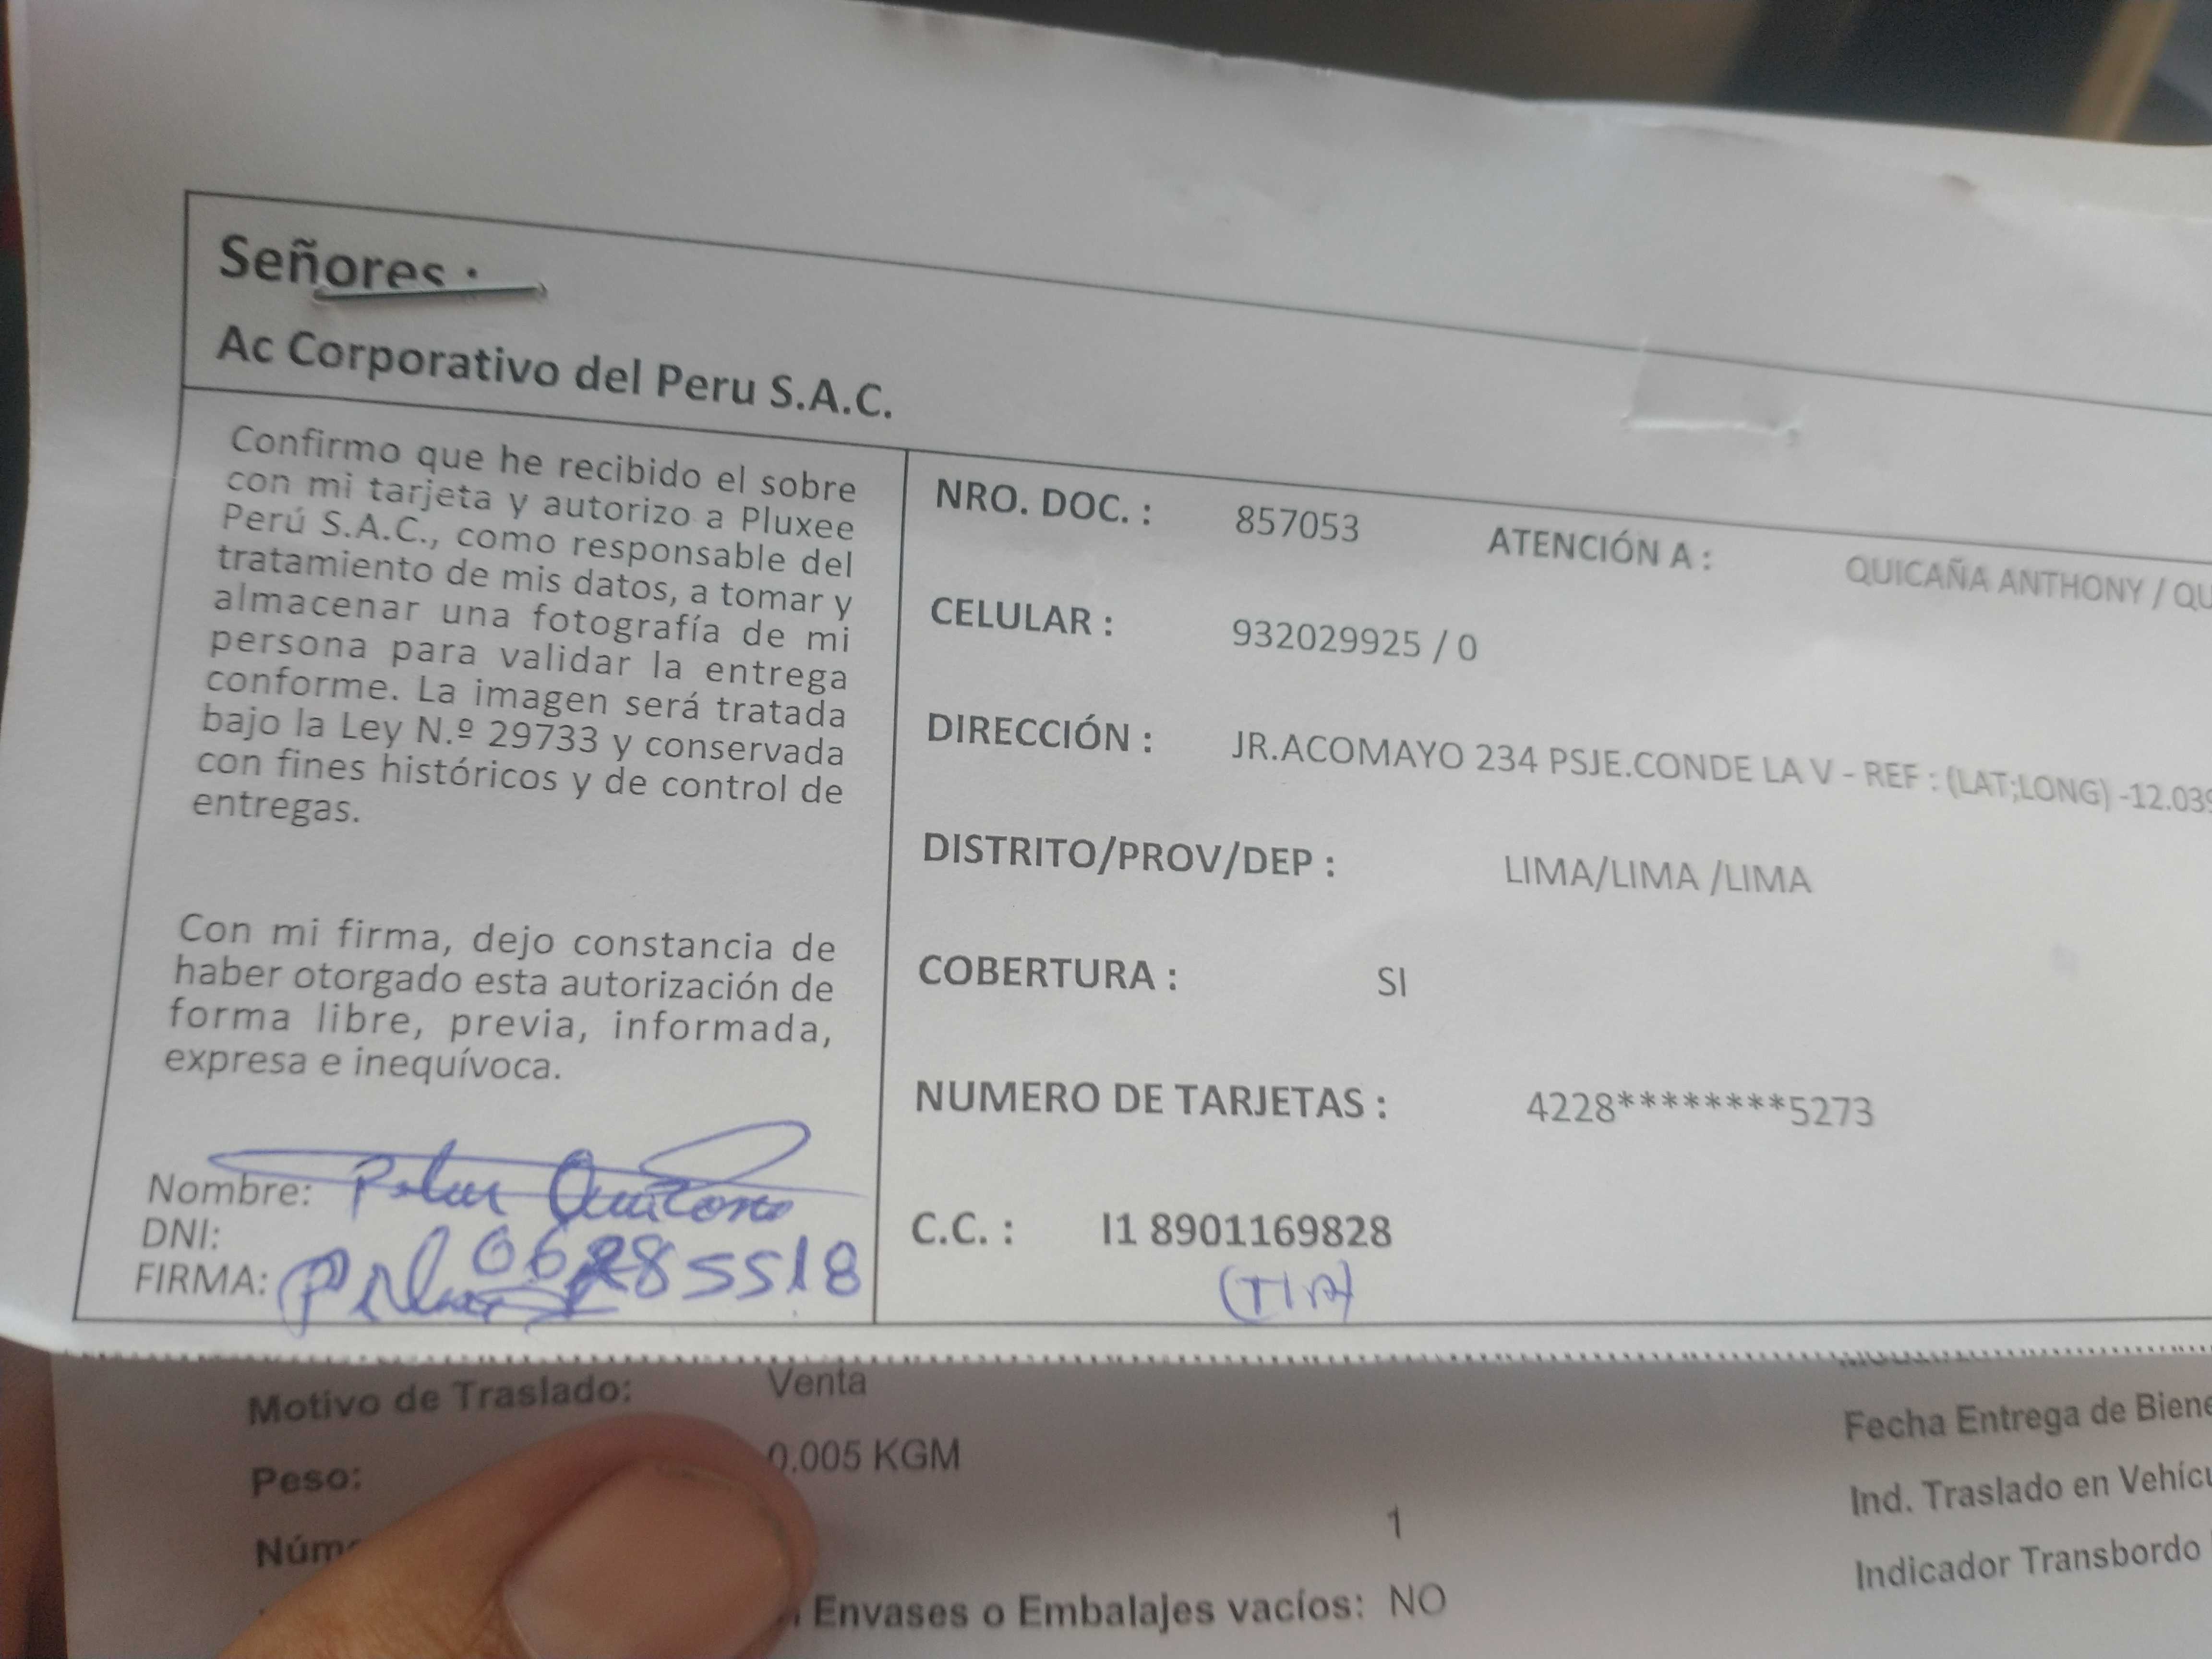 Señores :
Ac Corporativo del Peru S.A.C.
Confirmo que he recibido el sobre
con mi tarjeta y autorizo a Pluxee
Perú S.A.C., como responsable del
tratamiento de mis datos, a tomar y
almacenar una fotografía de mi
persona para validar la entrega
conforme. La imagen será tratada
bajo la Ley N.º 29733 y conservada
con fines históricos y de control de
entregas.
Con mi firma, dejo constancia de
haber otorgado esta autorización de
forma libre, previa, informada,
expresa e inequívoca.
Nombre:
DNI: 06285518
FIRMA:
NRO. DOC. : 857053 ATENCIÓN A : QUICAÑA ANTHONY / QU
CELULAR : 932029925 / 0
DIRECCIÓN : JR.ACOMAYO 234 PSJE.CONDE LA V - REF : (LAT;LONG) -12.039
DISTRITO/PROV/DEP : LIMA/LIMA /LIMA
COBERTURA : SI
NUMERO DE TARJETAS : 4228********5273
C.C. : I1 8901169828
(TIA)
Motivo de Traslado: Venta
Peso: 0.005 KGM
Núme
1
Envases o Embalajes vacíos: NO
Fecha Entrega de Biene
Ind. Traslado en Vehícu
Indicador Transbordo